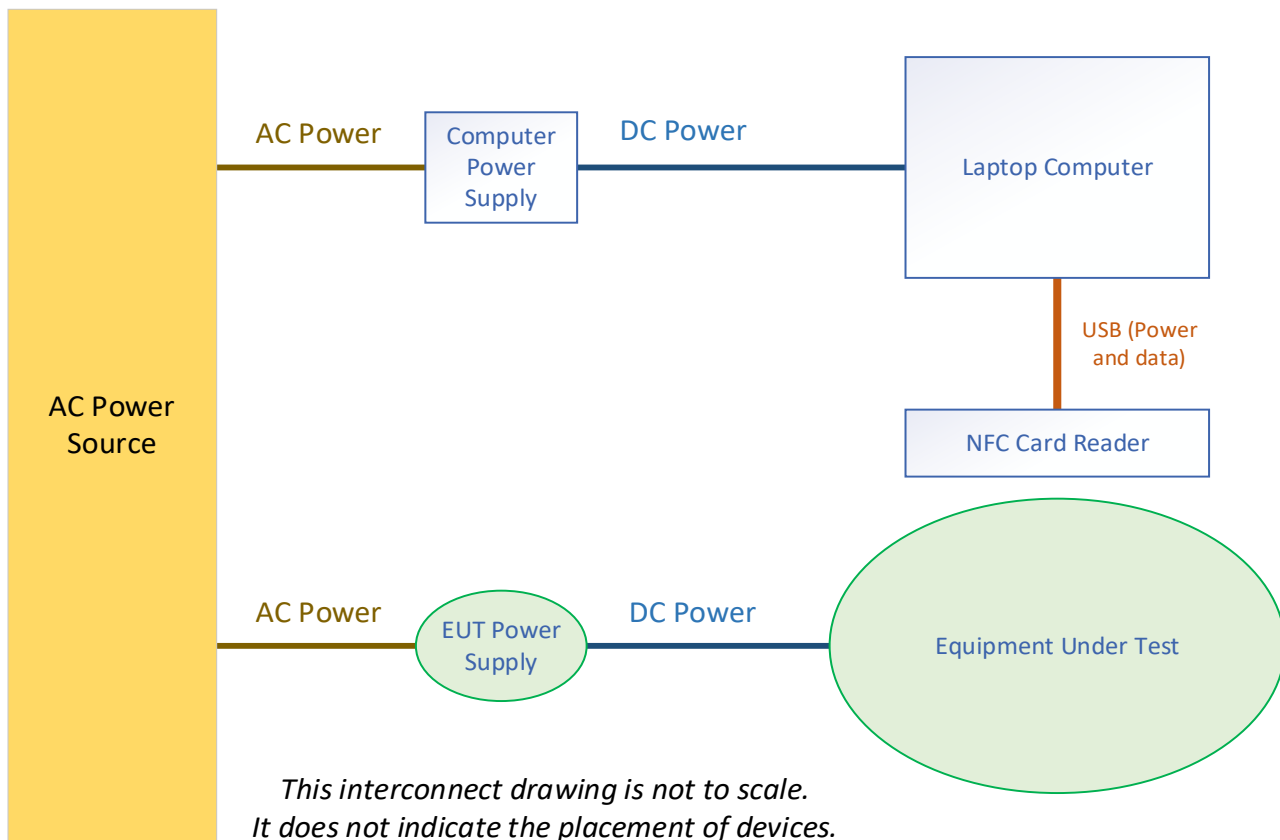 AC Power
Source
AC Power
Computer
Power
Supply
DC Power
Laptop Computer
USB (Power
and data)
NFC Card Reader
AC Power
EUT Power
Supply
DC Power
Equipment Under Test
This interconnect drawing is not to scale.
It does not indicate the placement of devices.